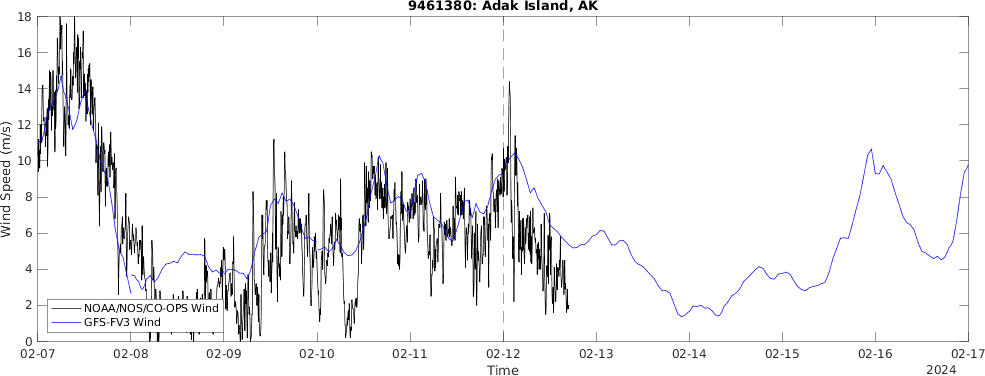 9461380: Adak Island, AK
Wind Speed (m/s)
18
16
14
12
10
8
6
4
2
0
NOAA/NOS/CO-OPS Wind
GFS-FV3 Wind
02-07 02-08 02-09 02-10 02-11 02-12 02-13 02-14 02-15 02-16 02-17
Time
2024